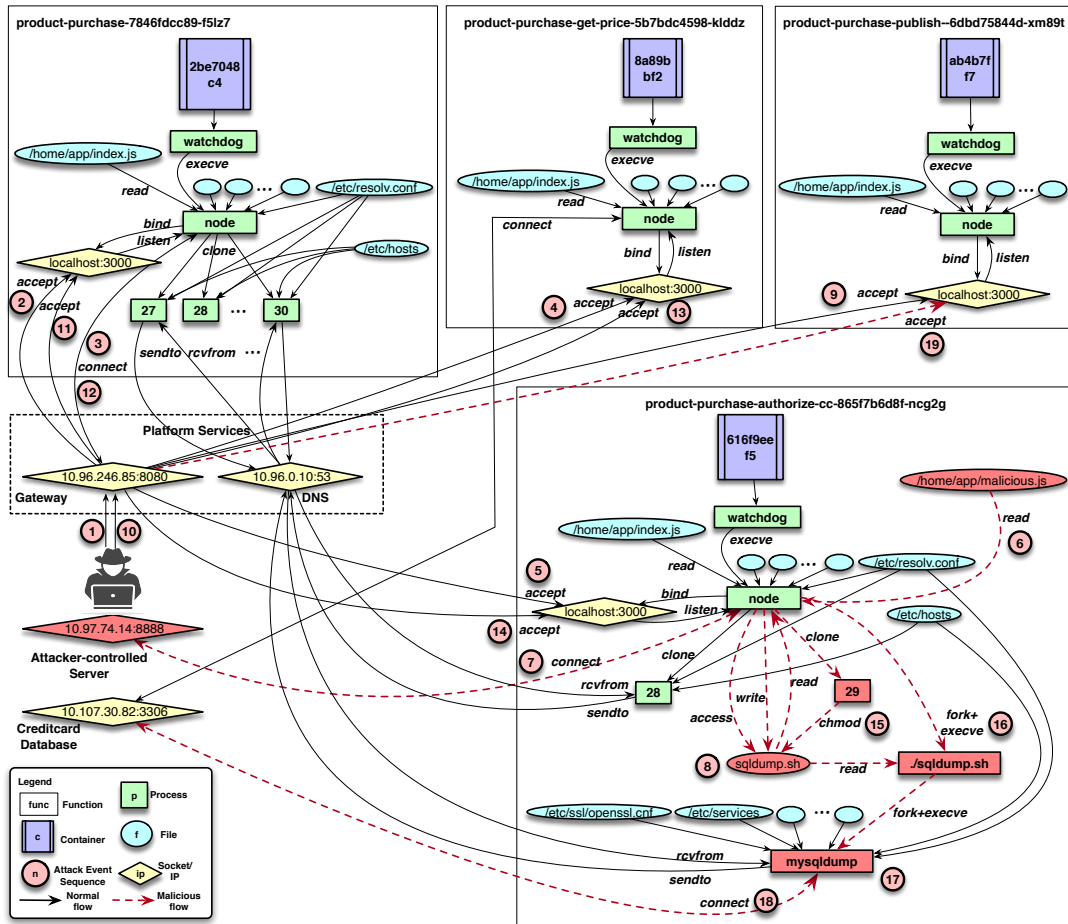 product-purchase-7846fdcc89-f5lz7
2be7048
c4
watchdog
/home/app/index.js
execve
read
...
/etc/resolv.conf
node
bind
listen
clone
/etc/hosts
localhost:3000
accept
2
accept
11
27
28
...
30
3
sendto
rcvfrom
...
connect
12
product-purchase-get-price-5b7bdc4598-klddz
8a89b
bf2
watchdog
execve
/home/app/index.js
read
...
connect
node
bind
listen
localhost:3000
4
accept
accept
13
product-purchase-publish--6dbd75844d-xm89t
ab4b7f
f7
watchdog
execve
/home/app/index.js
read
...
node
bind
listen
9
accept
localhost:3000
accept
19
Platform Services
10.96.246.85:8080
10.96.0.10:53
Gateway
DNS
1
10
10.97.74.14:8888
Attacker-controlled
Server
10.107.30.82:3306
Creditcard
Database
product-purchase-authorize-cc-865f7b6d8f-ncg2g
616f9ee
f5
/home/app/malicious.js
watchdog
/home/app/index.js
execve
read
6
...
/etc/resolv.conf
read
5
accept
bind
node
localhost:3000
listen
/etc/hosts
14
accept
7
connect
clone
clone
rcvfrom
28
read
29
sendto
write
access
chmod
15
fork+
execve
16
8
sqldump.sh
read
./sqldump.sh
/etc/ssl/openssl.cnf
/etc/services
...
fork+execve
rcvfrom
mysqldump
sendto
17
connect
18
Legend
func
Function
p
Process
c
Container
f
File
n
Attack Event
Sequence
ip
Socket/
IP
Normal
flow
Malicious
flow